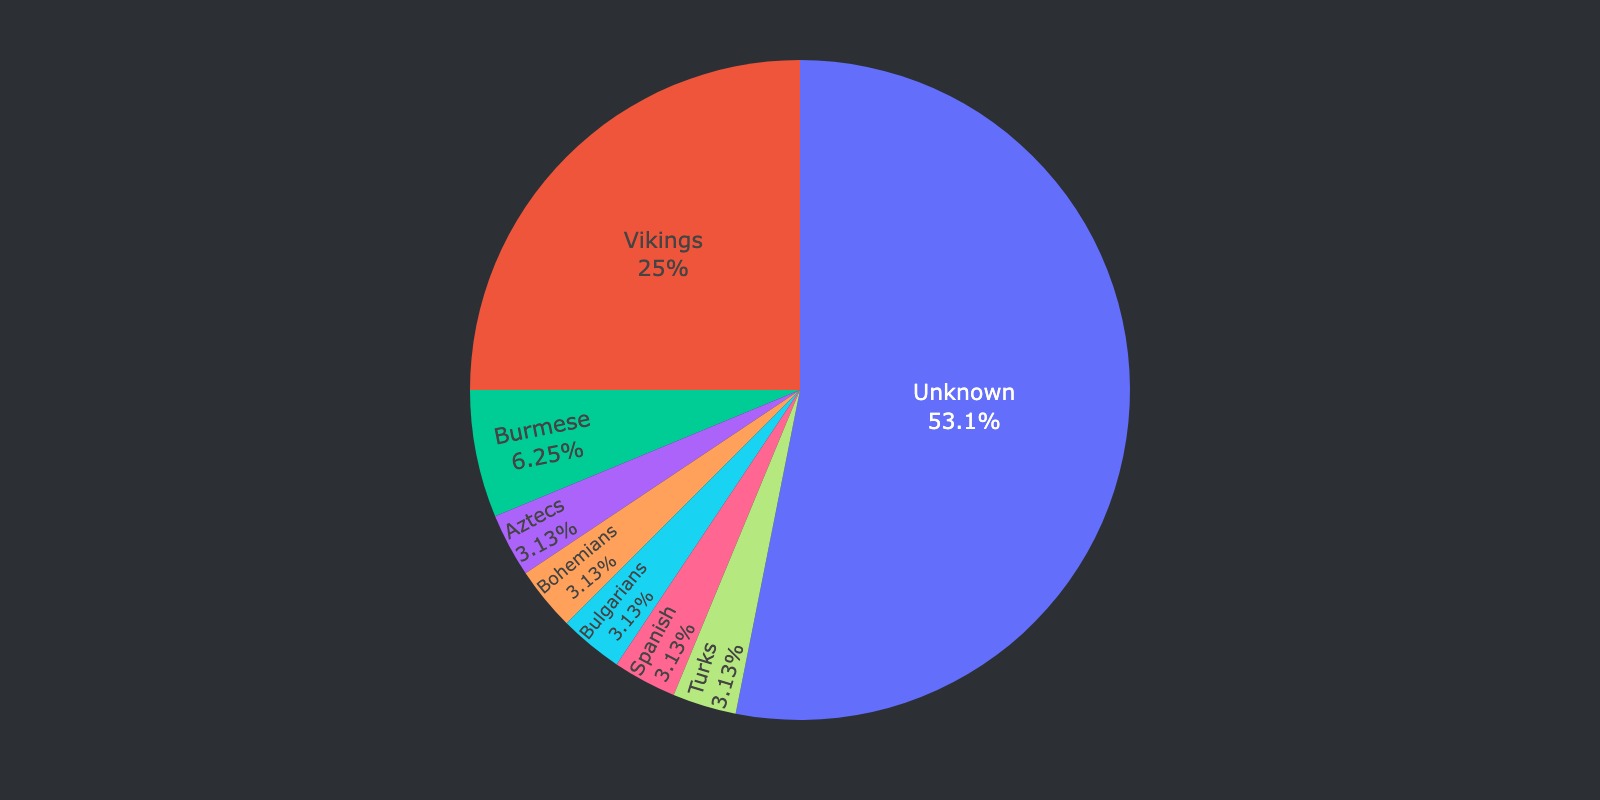 Vikings
25%
Unknown
53.1%
Burmese
6.25%
Aztecs
3.13%
Bohemians
3.13%
Bulgarians
3.13%
Spanish
3.13%
Turks
3.13%